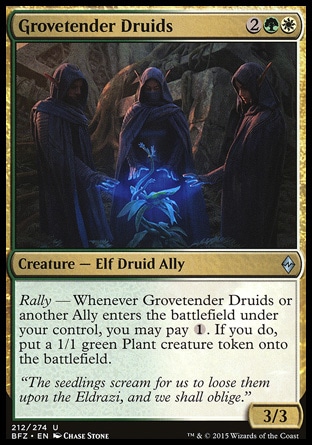 Grovetender Druids 2
Creature — Elf Druid Ally
Rally — Whenever Grovetender Druids or
another Ally enters the battlefield under
your control, you may pay 1. If you do,
put a 1/1 green Plant creature token onto
the battlefield.
“The seedlings scream for us to loose them
upon the Eldrazi, and we shall oblige.”
3/3
212/274 U
BFZ • EN Chase Stone
™ & © 2015 Wizards of the Coast